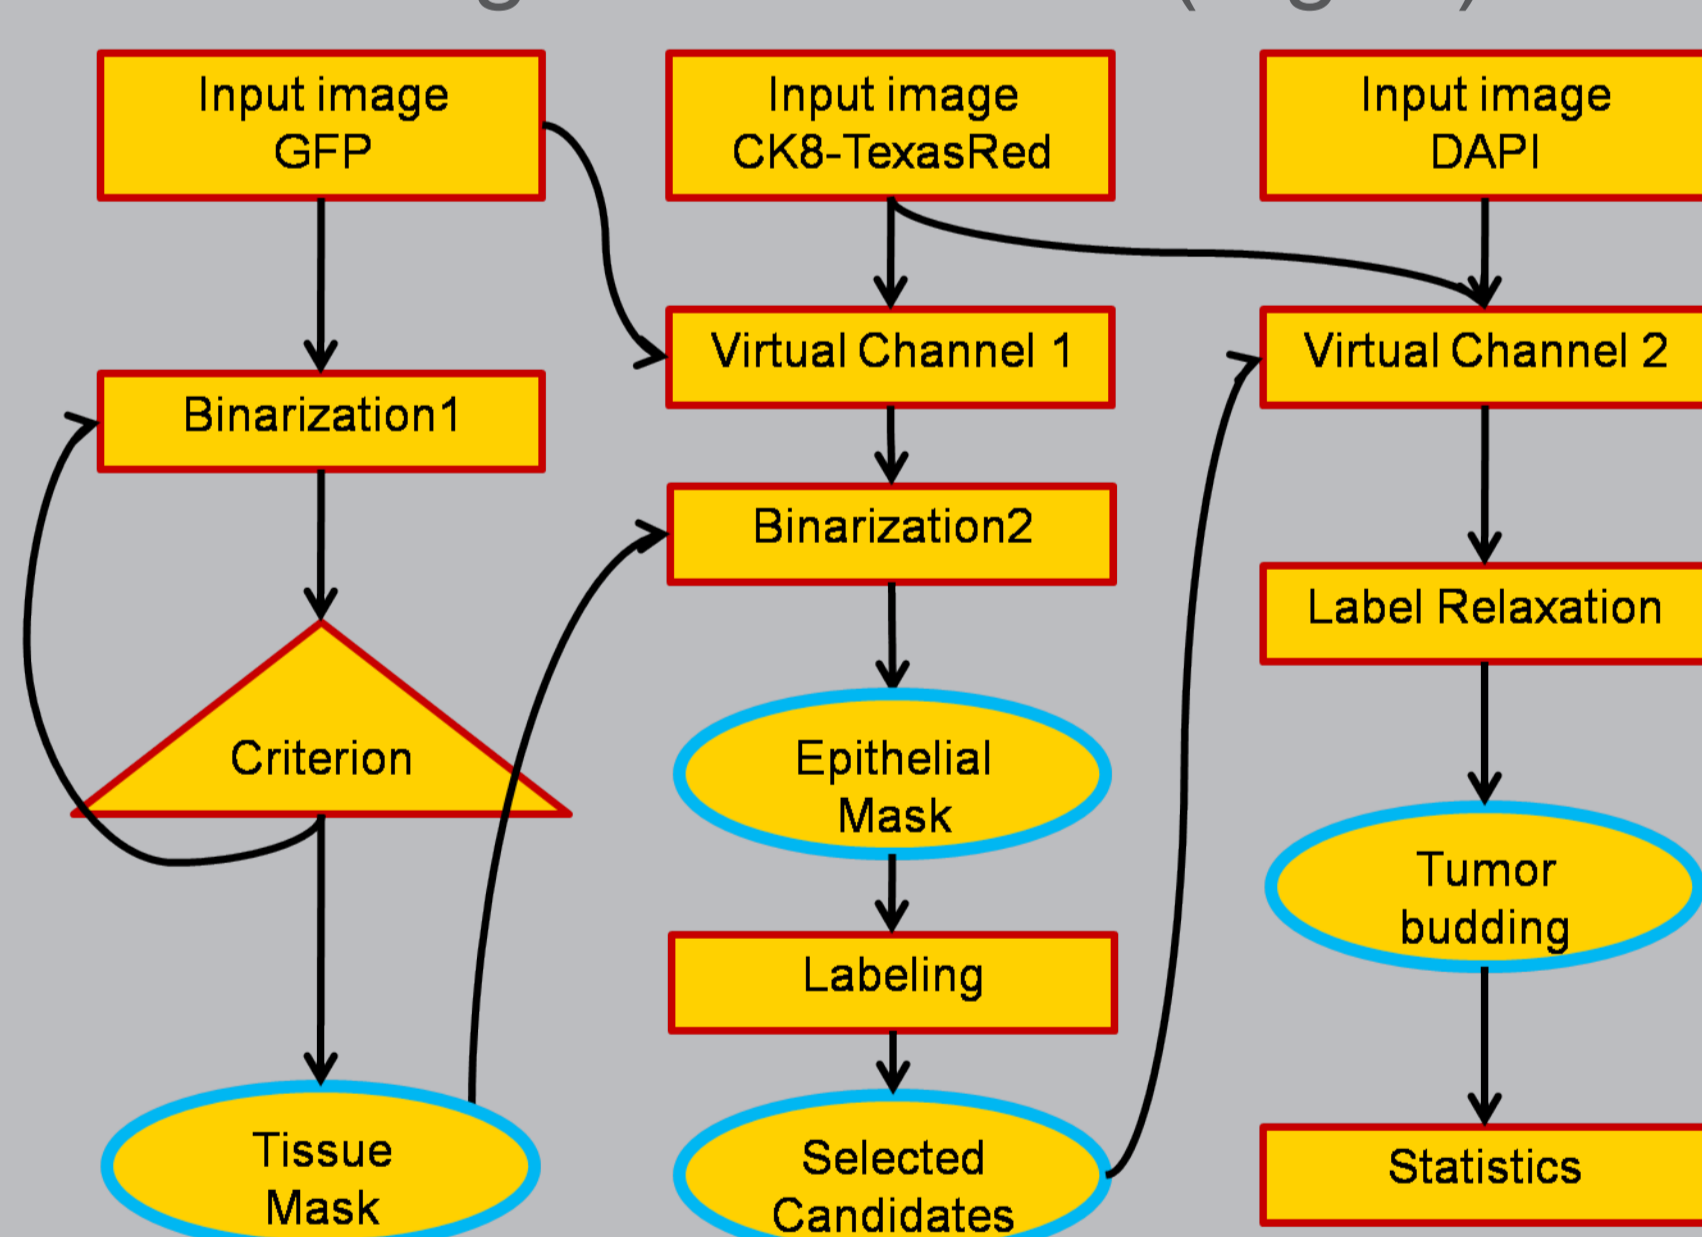 Input image
GFP
Input image
CK8-TexasRed
Input image
DAPI
Virtual Channel 1
Virtual Channel 2
Binarization1
Binarization2
Label Relaxation
Criterion
Epithelial
Mask
Tumor
budding
Labeling
Tissue
Mask
Selected
Candidates
Statistics